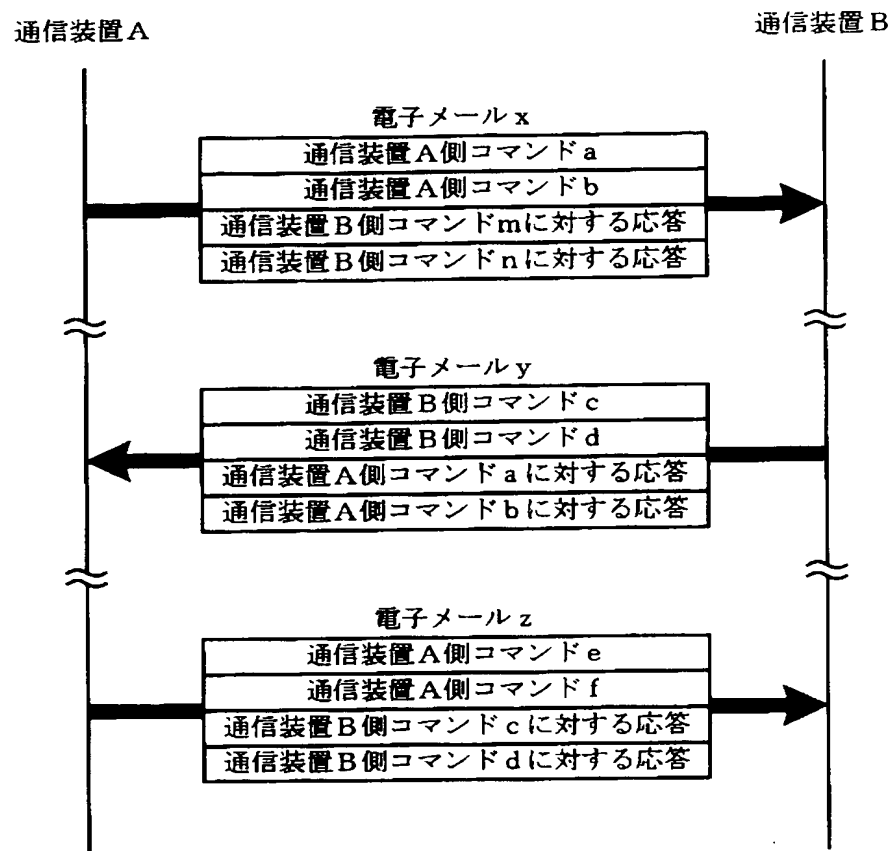 通信装置A
通信装置B
電子メールx
通信装置A側コマンドa
通信装置A側コマンドb
通信装置B側コマンドmに対する応答
通信装置B側コマンドnに対する応答
電子メールy
通信装置B側コマンドc
通信装置B側コマンドd
通信装置A側コマンドaに対する応答
通信装置A側コマンドbに対する応答
電子メールz
通信装置A側コマンドe
通信装置A側コマンドf
通信装置B側コマンドcに対する応答
通信装置B側コマンドdに対する応答